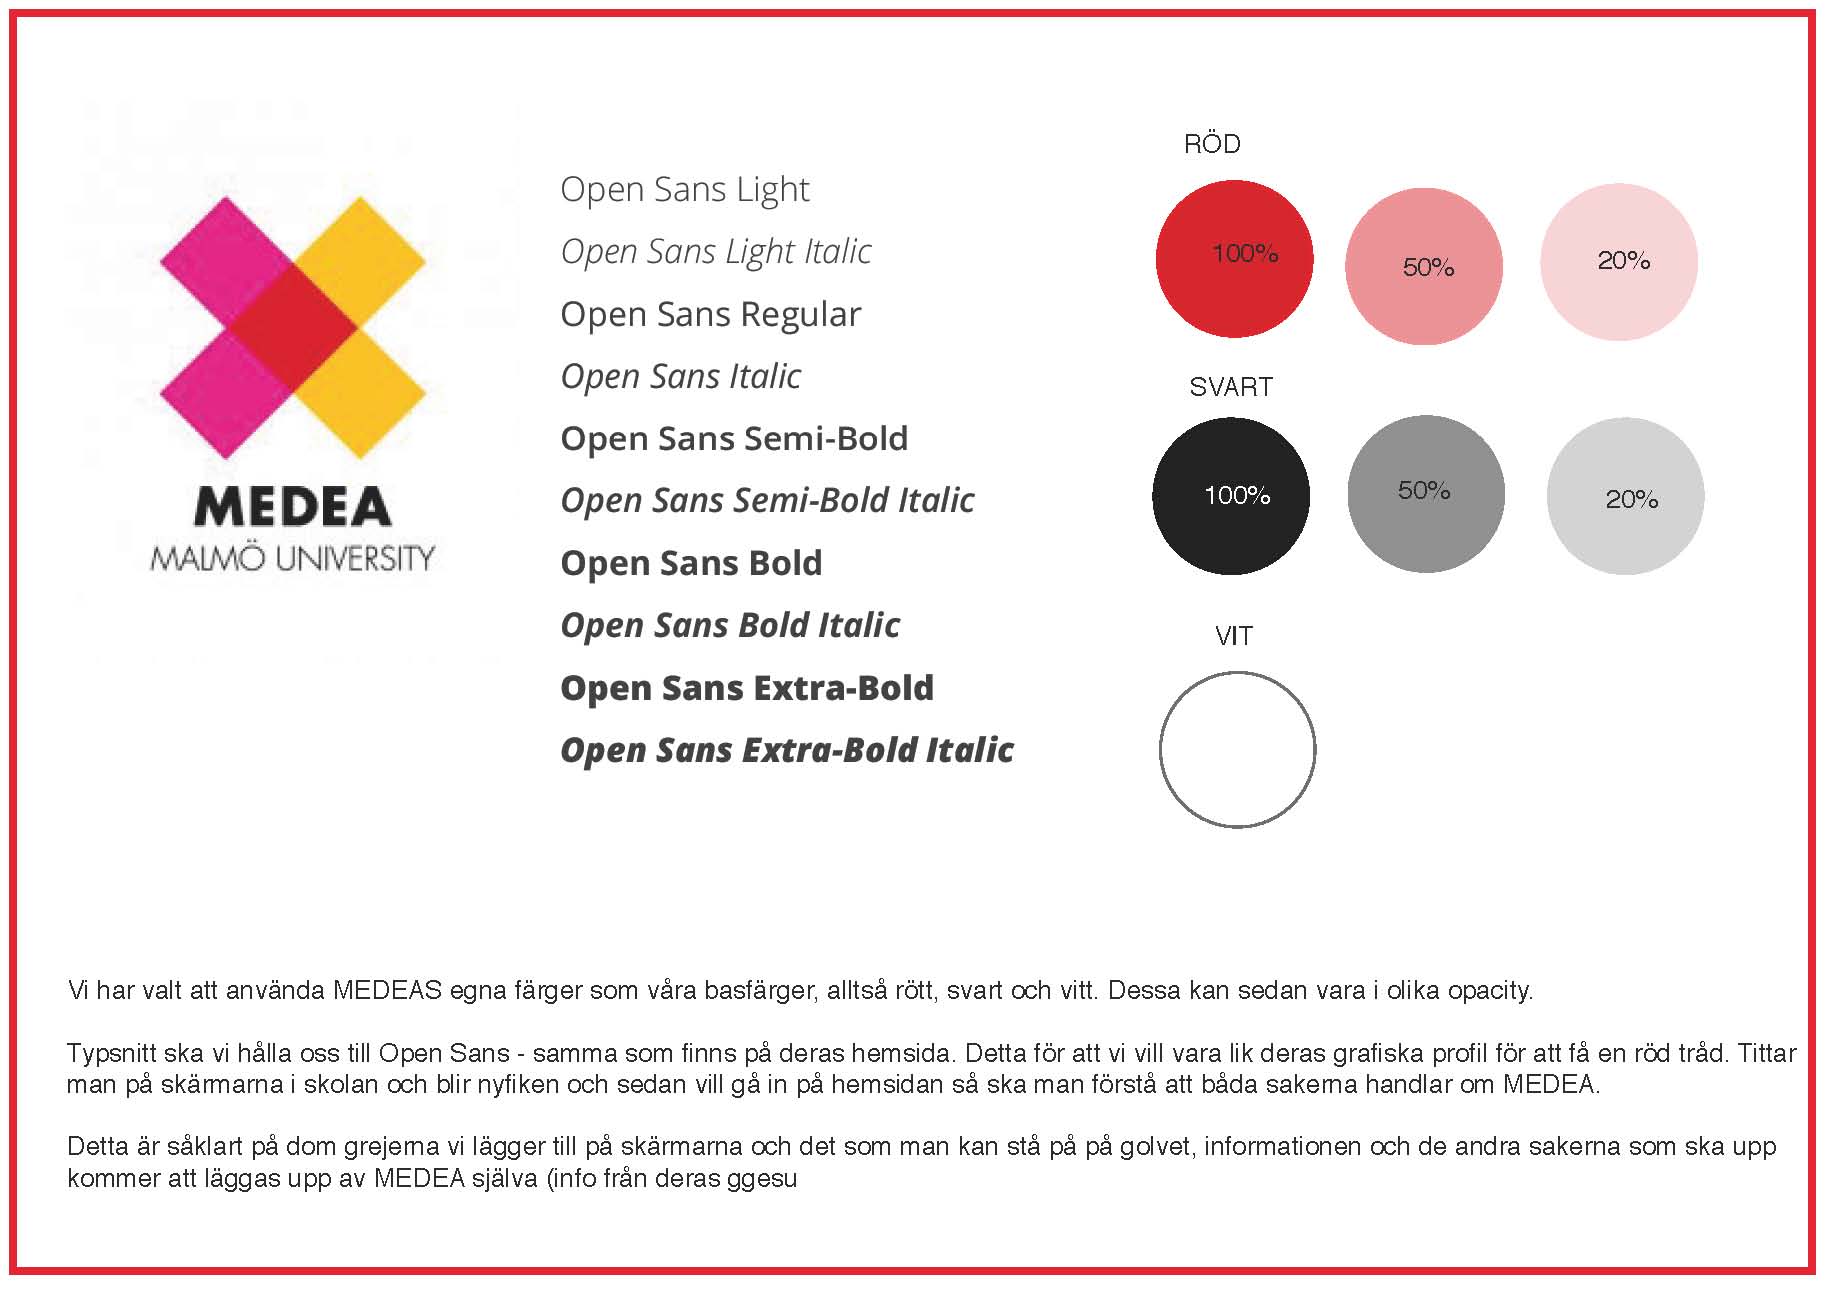 MEDEA
MALMÖ UNIVERSITY
Open Sans Light
Open Sans Light Italic
Open Sans Regular
Open Sans Italic
Open Sans Semi-Bold
Open Sans Semi-Bold Italic
Open Sans Bold
Open Sans Bold Italic
Open Sans Extra-Bold
Open Sans Extra-Bold Italic
RÖD
100% 50% 20%
SVART
100% 50% 20%
VIT
Vi har valt att använda MEDEAS egna färger som våra basfärger, alltså rött, svart och vitt. Dessa kan sedan vara i olika opacity.
Typsnitt ska vi hålla oss till Open Sans - samma som finns på deras hemsida. Detta för att vi vill vara lik deras grafiska profil för att få en röd tråd. Tittar
man på skärmarna i skolan och blir nyfiken och sedan vill gå in på hemsidan så ska man förstå att båda sakerna handlar om MEDEA.
Detta är såklart på dom grejerna vi lägger till på skärmarna och det som man kan stå på på golvet, informationen och de andra sakerna som ska upp
kommer att läggas upp av MEDEA själva (info från deras ggesu